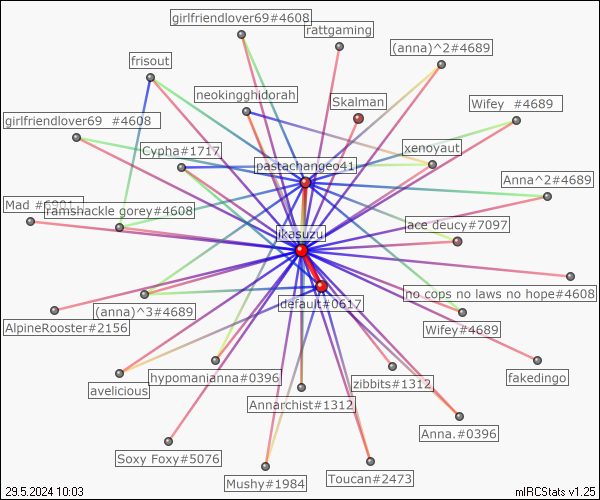 girlfriendlover69#4608
rattgaming
(anna)^2#4689
frisout
neokingghidorah
Skalman
Wifey #4689
girlfriendlover69 #4608
Cypha#1717
xenoyaut
pastachangeo41
Anna^2#4689
Mad
ramshackle gorey#4608
ace deucy#7097
ikasuzu
no cops no laws no hope#4608
default#0617
(anna)^3#4689
AlpineRooster#2156
Wifey#4689
hypomanianna#0396
zibbits#1312
fakedingo
avelicious
Annarchist#1312
Anna.#0396
Soxy Foxy#5076
Mushy#1984
Toucan#2473
29.5.2024 10:03
mIRCStats v1.25